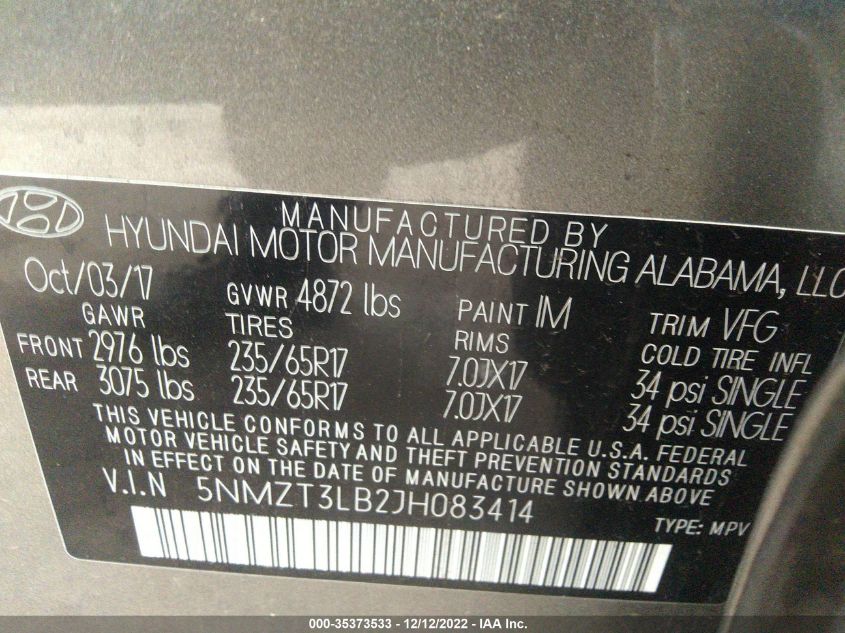 MANUFACTURED BY
HYUNDAI MOTOR MANUFACTURING ALABAMA, LLC
Oct/03/17 GVWR 4872 lbs PAINT IM TRIM VFG
GAWR TIRES RIMS COLD TIRE INFL
FRONT 2976 lbs 235/65R17 7.0JX17 34 psi SINGLE
REAR 3075 lbs 235/65R17 7.0JX17 34 psi SINGLE
THIS VEHICLE CONFORMS TO ALL APPLICABLE U.S.A. FEDERAL
MOTOR VEHICLE SAFETY AND THEFT PREVENTION STANDARDS
IN EFFECT ON THE DATE OF MANUFACTURE SHOWN ABOVE.
V.I.N 5NMZT3LB2JH083414
TYPE: MPV
000-35373533 - 12/12/2022 - IAA Inc.